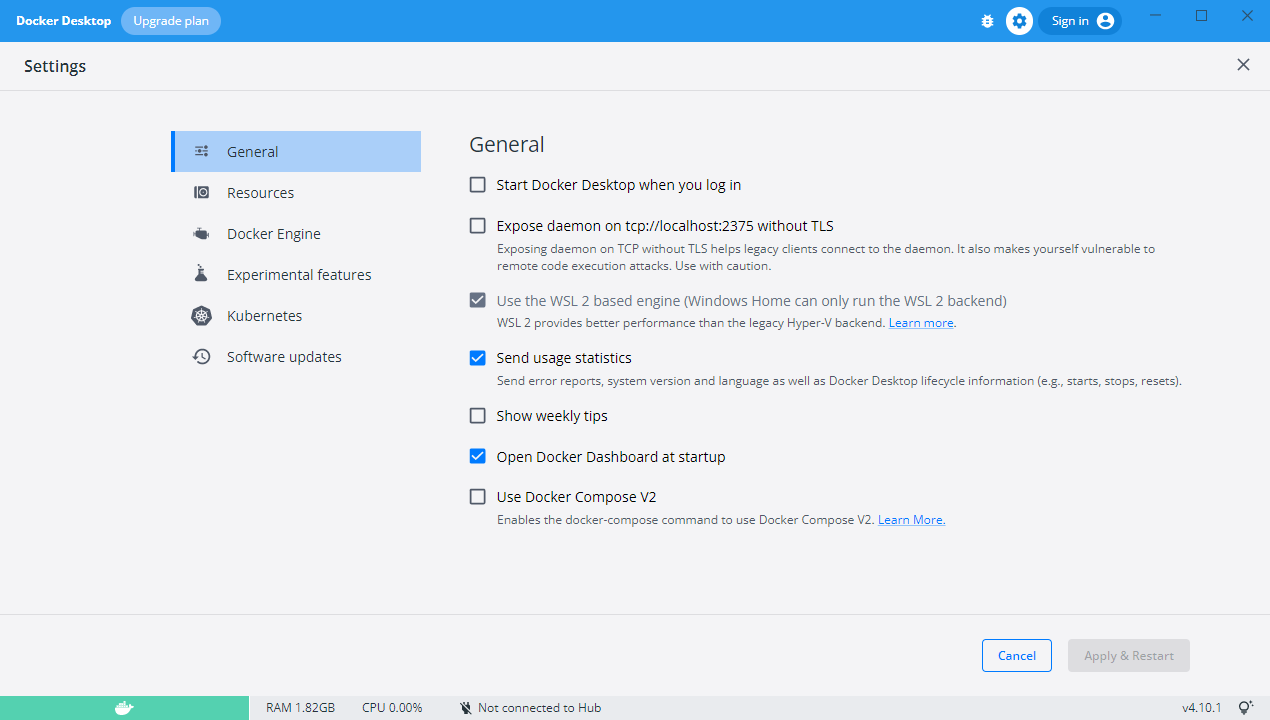 Docker Desktop
Upgrade plan
Sign in
Settings
General
Resources
Docker Engine
Experimental features
Kubernetes
Software updates
General
Start Docker Desktop when you log in
Expose daemon on tcp://localhost:2375 without TLS
Exposing daemon on TCP without TLS helps legacy clients connect to the daemon. It also makes yourself vulnerable to
remote code execution attacks. Use with caution.
Use the WSL 2 based engine (Windows Home can only run the WSL 2 backend)
WSL 2 provides better performance than the legacy Hyper-V backend. Learn more.
Send usage statistics
Send error reports, system version and language as well as Docker Desktop lifecycle information (e.g., starts, stops, resets).
Show weekly tips
Open Docker Dashboard at startup
Use Docker Compose V2
Enables the docker-compose command to use Docker Compose V2. Learn More.
Cancel
Apply & Restart
RAM 1.82GB
CPU 0.00%
Not connected to Hub
v4.10.1